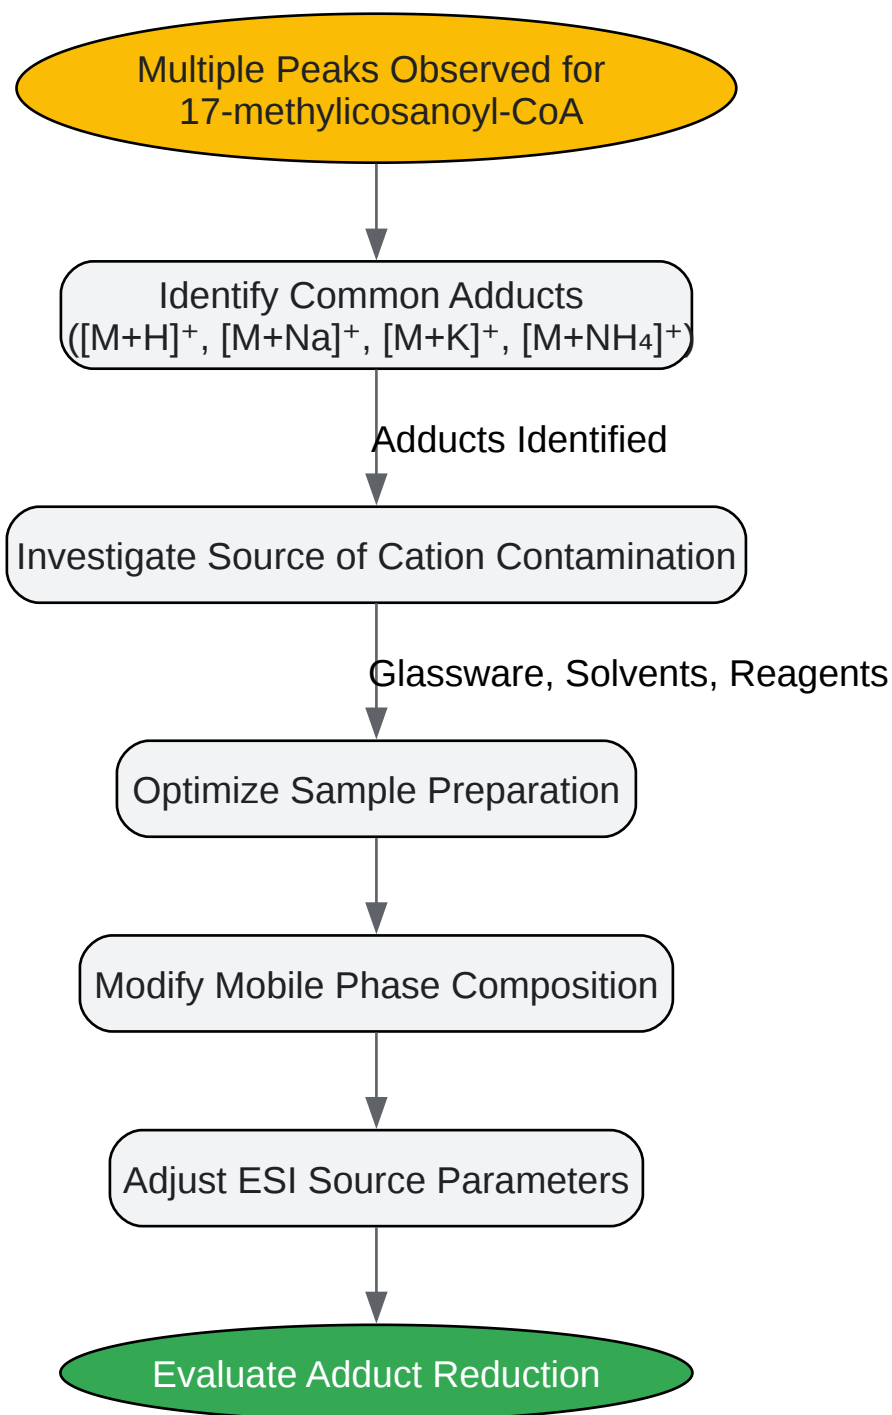 Multiple Peaks Observed for
17-methylicosanoyl-CoA
Identify Common Adducts
([M+H]⁺, [M+Na]⁺, [M+K]⁺, [M+NH₄]⁺)
Adducts Identified
Investigate Source of Cation Contamination
Glassware, Solvents, Reagents
Optimize Sample Preparation
Modify Mobile Phase Composition
Adjust ESI Source Parameters
Evaluate Adduct Reduction